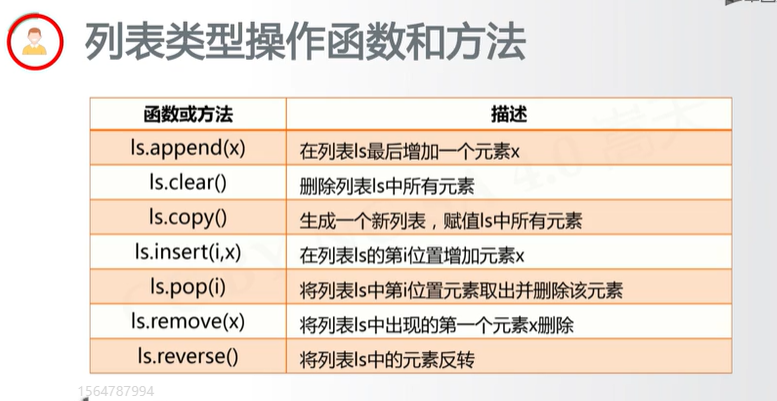 列表类型操作函数和方法
函数或方法 描述
ls.append(x) 在列表ls最后增加一个元素x
ls.clear() 删除列表ls中所有元素
ls.copy() 生成一个新列表，赋值ls中所有元素
ls.insert(i,x) 在列表ls的第i位置增加元素x
ls.pop(i) 将列表ls中第i位置元素取出并删除该元素
ls.remove(x) 将列表ls中出现的第一个元素x删除
ls.reverse() 将列表ls中的元素反转
1564787994